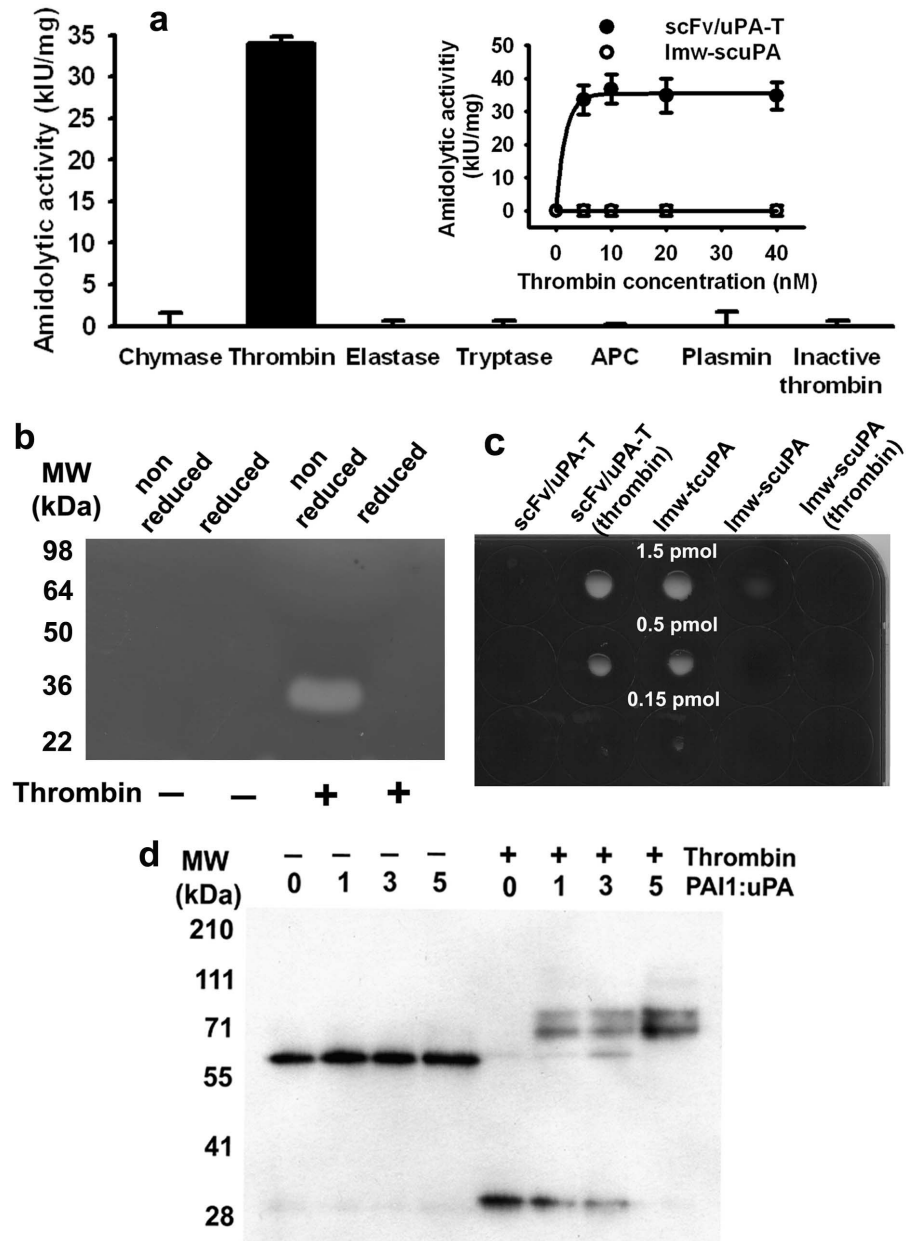 a
Amidolytic activity (kIU/mg)
35
30
25
20
15
10
5
0
Chymase Thrombin Elastase Tryptase APC Plasmin Inactive
thrombin
scFv/uPA-T
lmw-scuPA
Amidolytic activitiy
(kIU/mg)
50
40
30
20
10
0
0 10 20 30 40
Thrombin concentration (nM)
b
MW
(kDa)
non
reduced
reduced
non
reduced
reduced
98
64
50
36
22
Thrombin — — + +
c
scFv/uPA-T
scFv/uPA-T
(thrombin)
lmw-tcuPA
lmw-scuPA
lmw-scuPA
(thrombin)
1.5 pmol
0.5 pmol
0.15 pmol
d
MW
(kDa)
— — — — + + + + Thrombin
0 1 3 5 0 1 3 5 PAI1:uPA
210
111
71
55
41
28